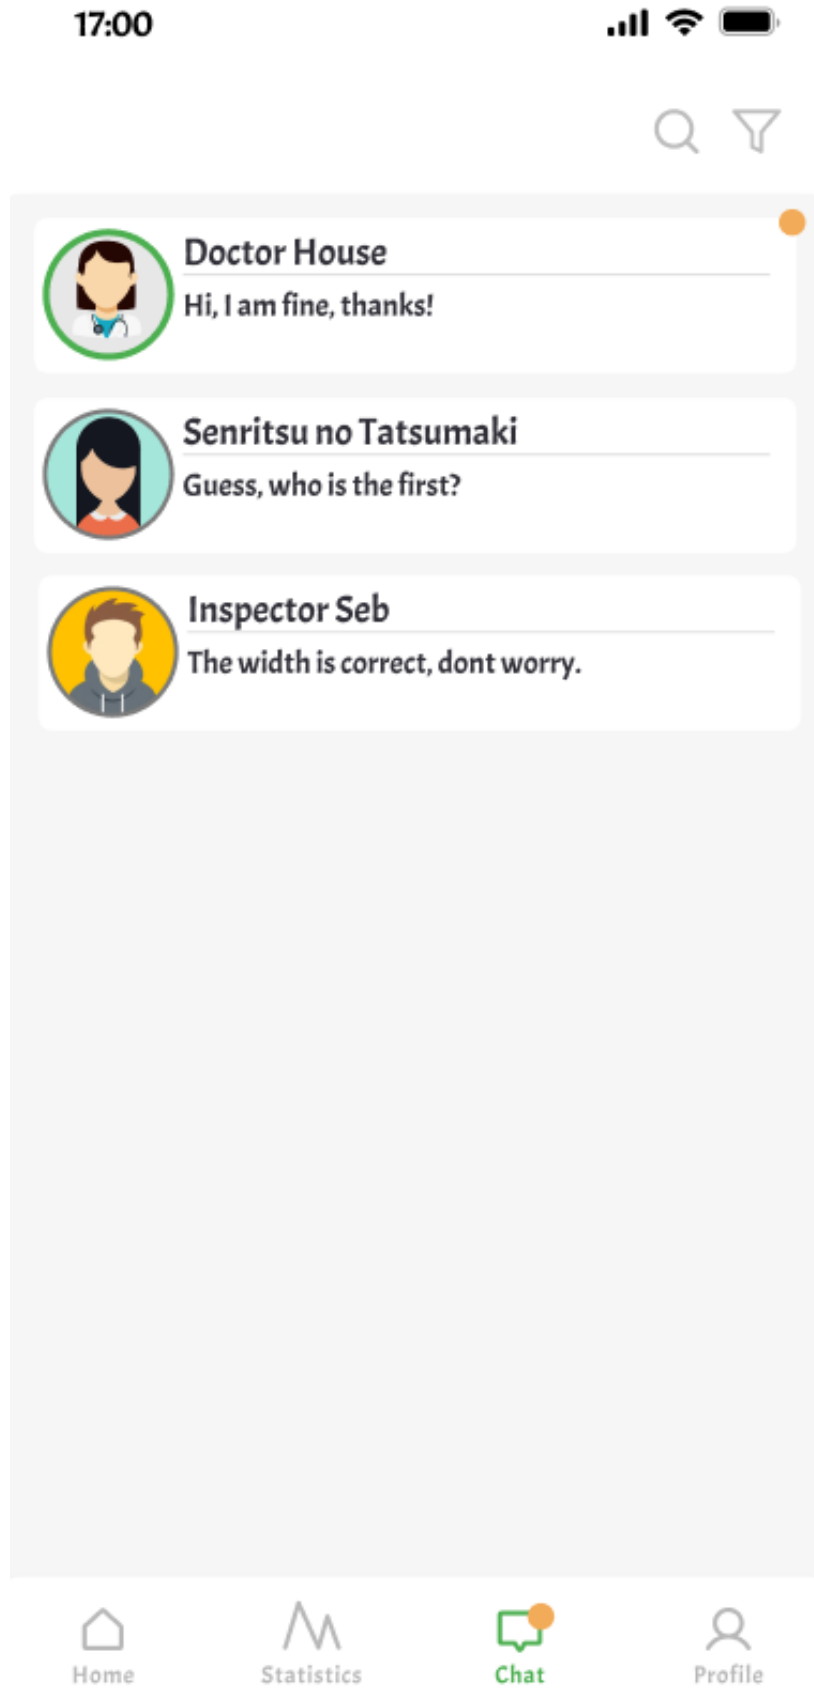 17:00
Doctor House
Hi, I am fine, thanks!
Senritsu no Tatsumaki
Guess, who is the first?
Inspector Seb
The width is correct, dont worry.
Home
Statistics
Chat
Profile